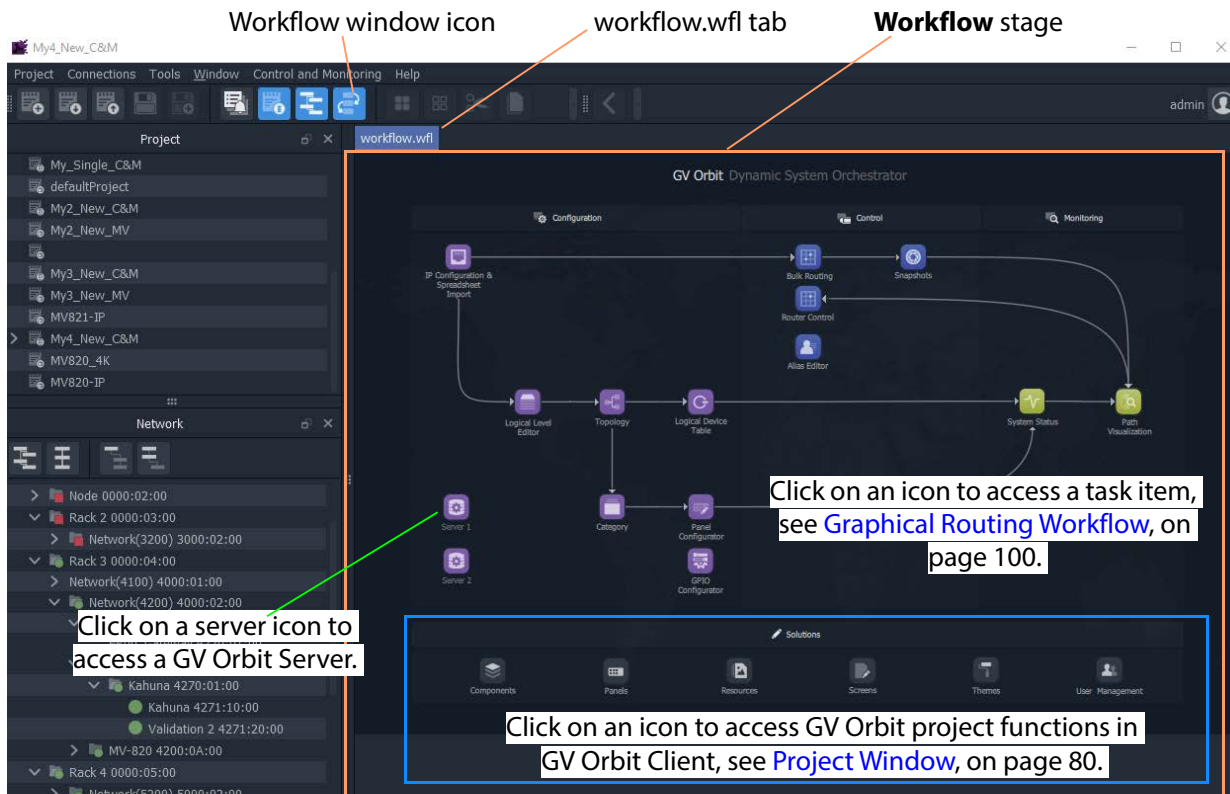 Workflow window icon
workflow.wfl tab
Workflow stage
My4_New_C&M
Project Connections Tools Window Control and Monitoring Help
admin
Project
workflow.wfl
My_Single_C&M
defaultProject
My2_New_C&M
My2_New_MV
My3_New_C&M
My3_New_MV
MV821-IP
My4_New_C&M
MV820_4K
MV820-IP
Network
Node 0000:02:00
Rack 2 0000:03:00
Network(3200) 3000:02:00
Rack 3 0000:04:00
Network(4100) 4000:01:00
Network(4200) 4000:02:00
Kahuna 4270:01:00
Kahuna 4271:10:00
Validation 2 4271:20:00
MV-820 4200:0A:00
Rack 4 0000:05:00
Network(5200) 5000:02:00
GV Orbit Dynamic System Orchestrator
Configuration
Control
Monitoring
IP Configuration &
Spreadsheet
Import
Bulk Routing
Snapshots
Router Control
Alias Editor
Logical Level
Editor
Topology
Logical Device
Table
System Status
Path
Visualization
Server 1
Category
Panel
Configurator
Server 2
GPIO
Configurator
Click on an icon to access a task item,
see Graphical Routing Workflow, on
page 100.
Click on a server icon to
access a GV Orbit Server.
Solutions
Components
Panels
Resources
Screens
Themes
User Management
Click on an icon to access GV Orbit project functions in
GV Orbit Client, see Project Window, on page 80.